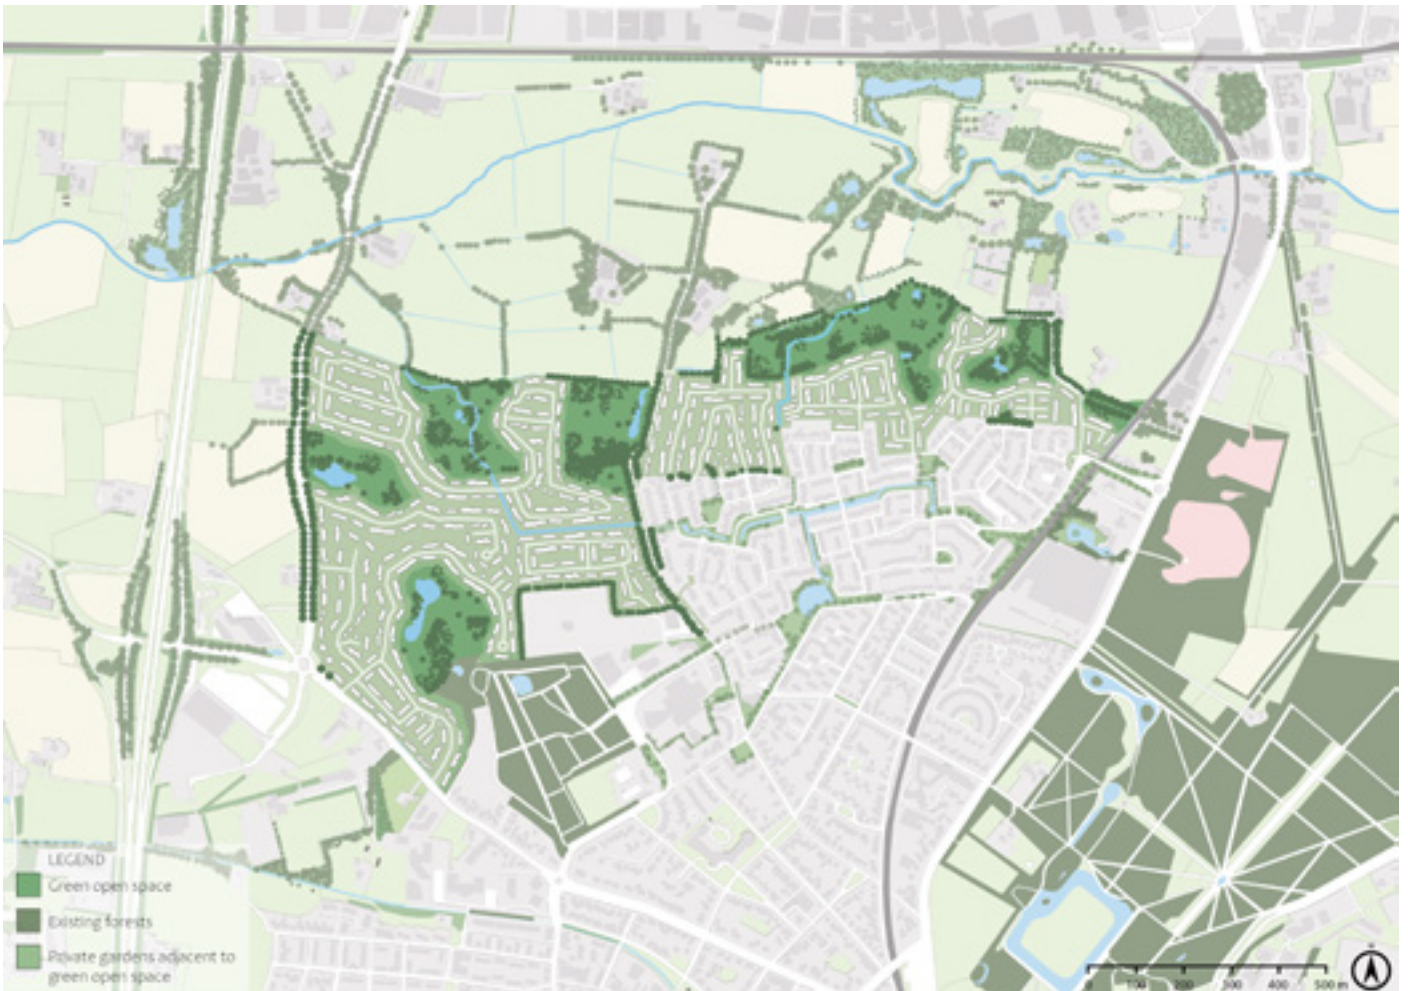 LEGEND
Green open space
Existing forests
Private gardens adjacent to
green open space
0 100 200 300 400 500 m